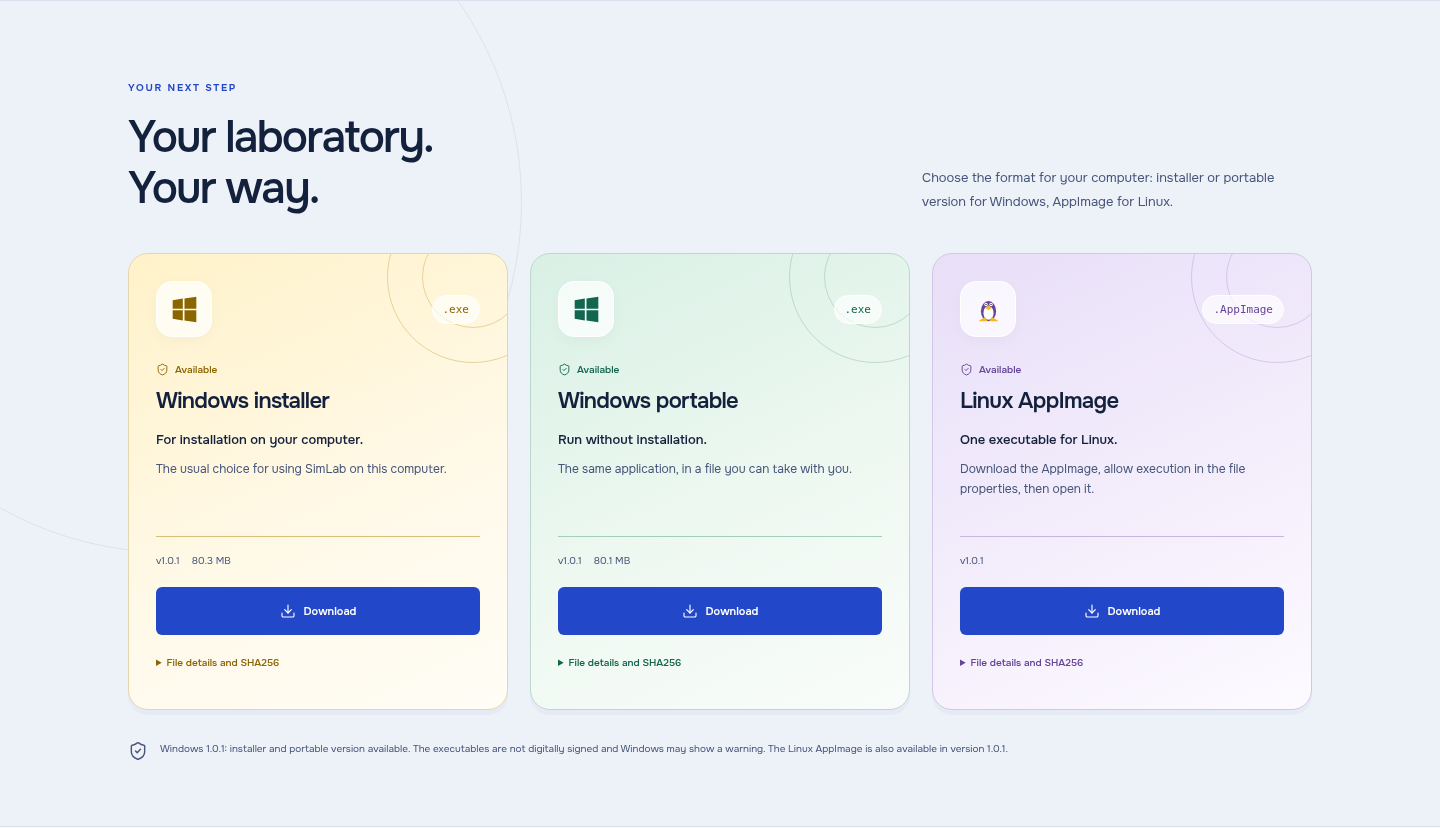 YOUR NEXT STEP
Your laboratory.
Your way.
Choose the format for your computer: installer or portable
version for Windows, AppImage for Linux.
.exe
Available
Windows installer
For installation on your computer.
The usual choice for using SimLab on this computer.
v1.0.1 80.3 MB
Download
File details and SHA256
.exe
Available
Windows portable
Run without installation.
The same application, in a file you can take with you.
v1.0.1 80.1 MB
Download
File details and SHA256
.AppImage
Available
Linux AppImage
One executable for Linux.
Download the AppImage, allow execution in the file
properties, then open it.
v1.0.1
Download
File details and SHA256
Windows 1.0.1: installer and portable version available. The executables are not digitally signed and Windows may show a warning. The Linux AppImage is also available in version 1.0.1.